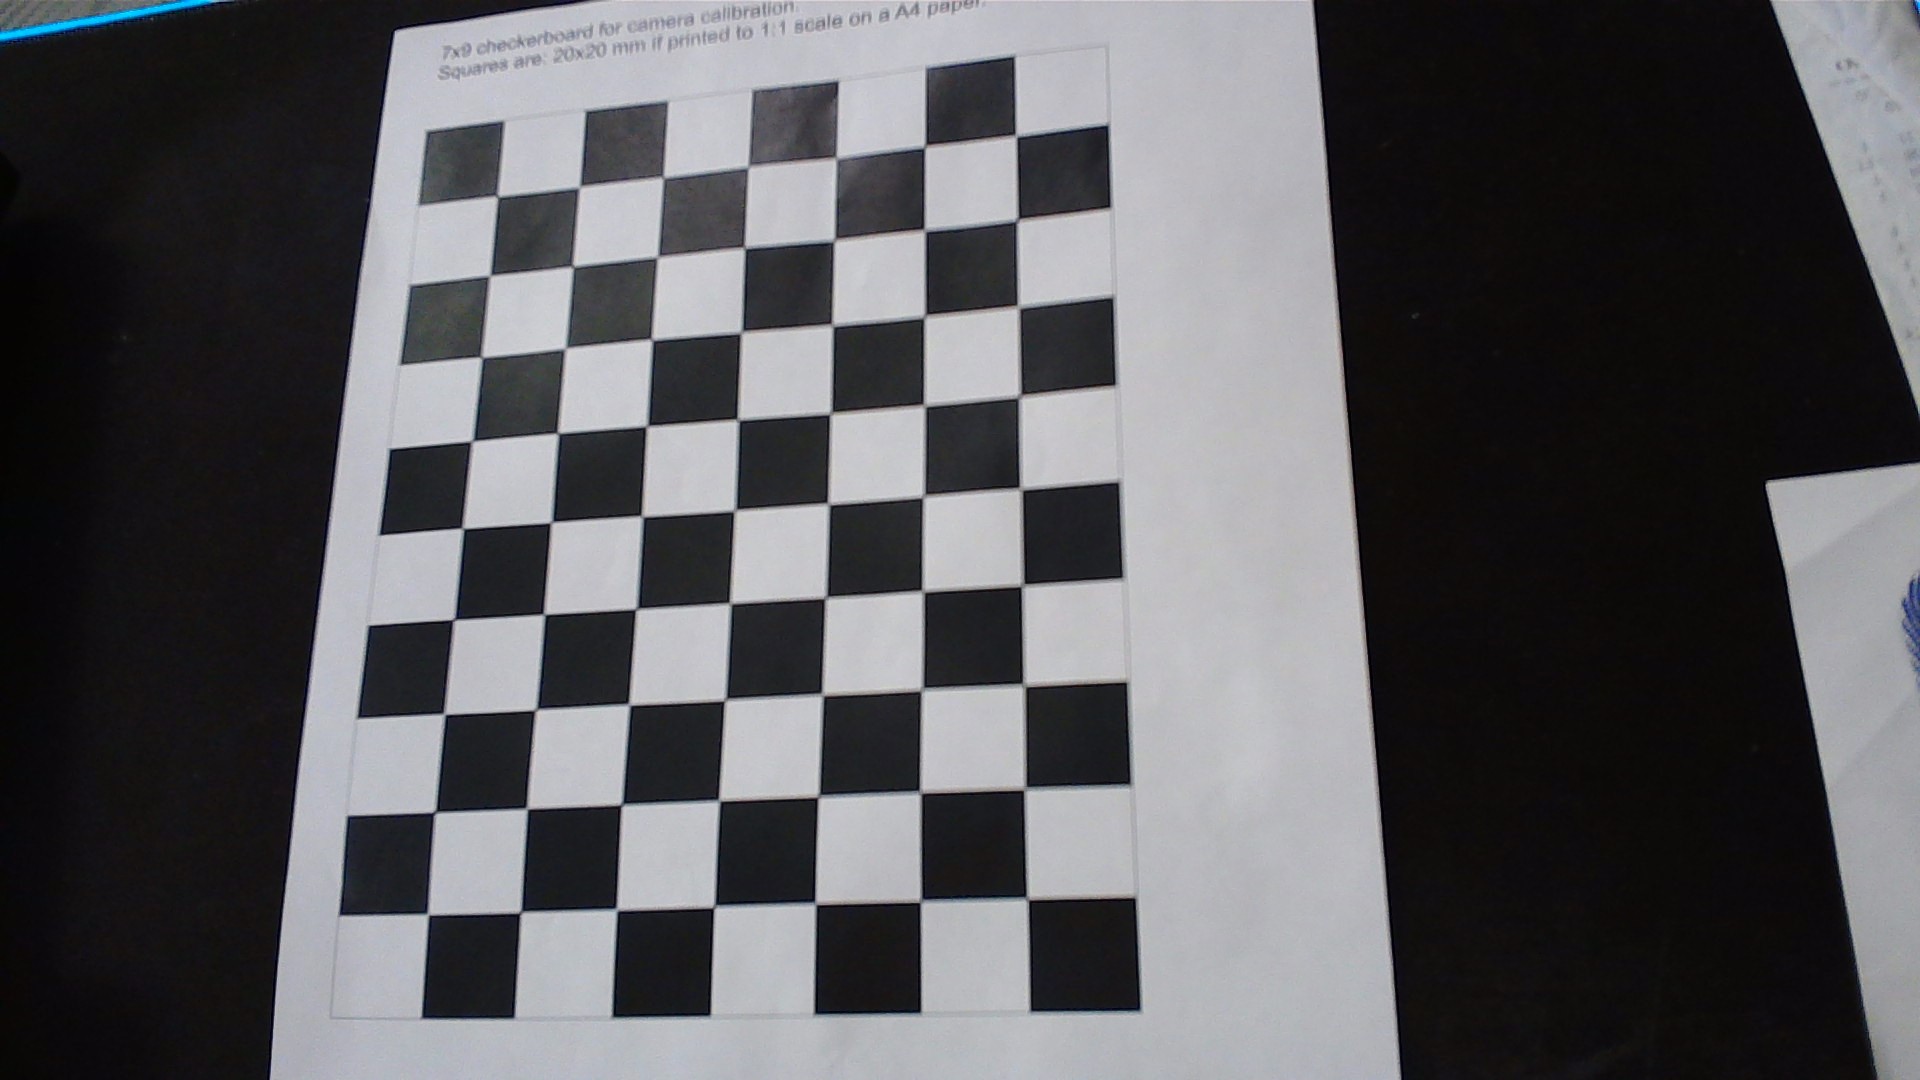 7x9 checkerboard for camera calibration.
Squares are: 20x20 mm if printed to 1:1 scale on a A4 paper.